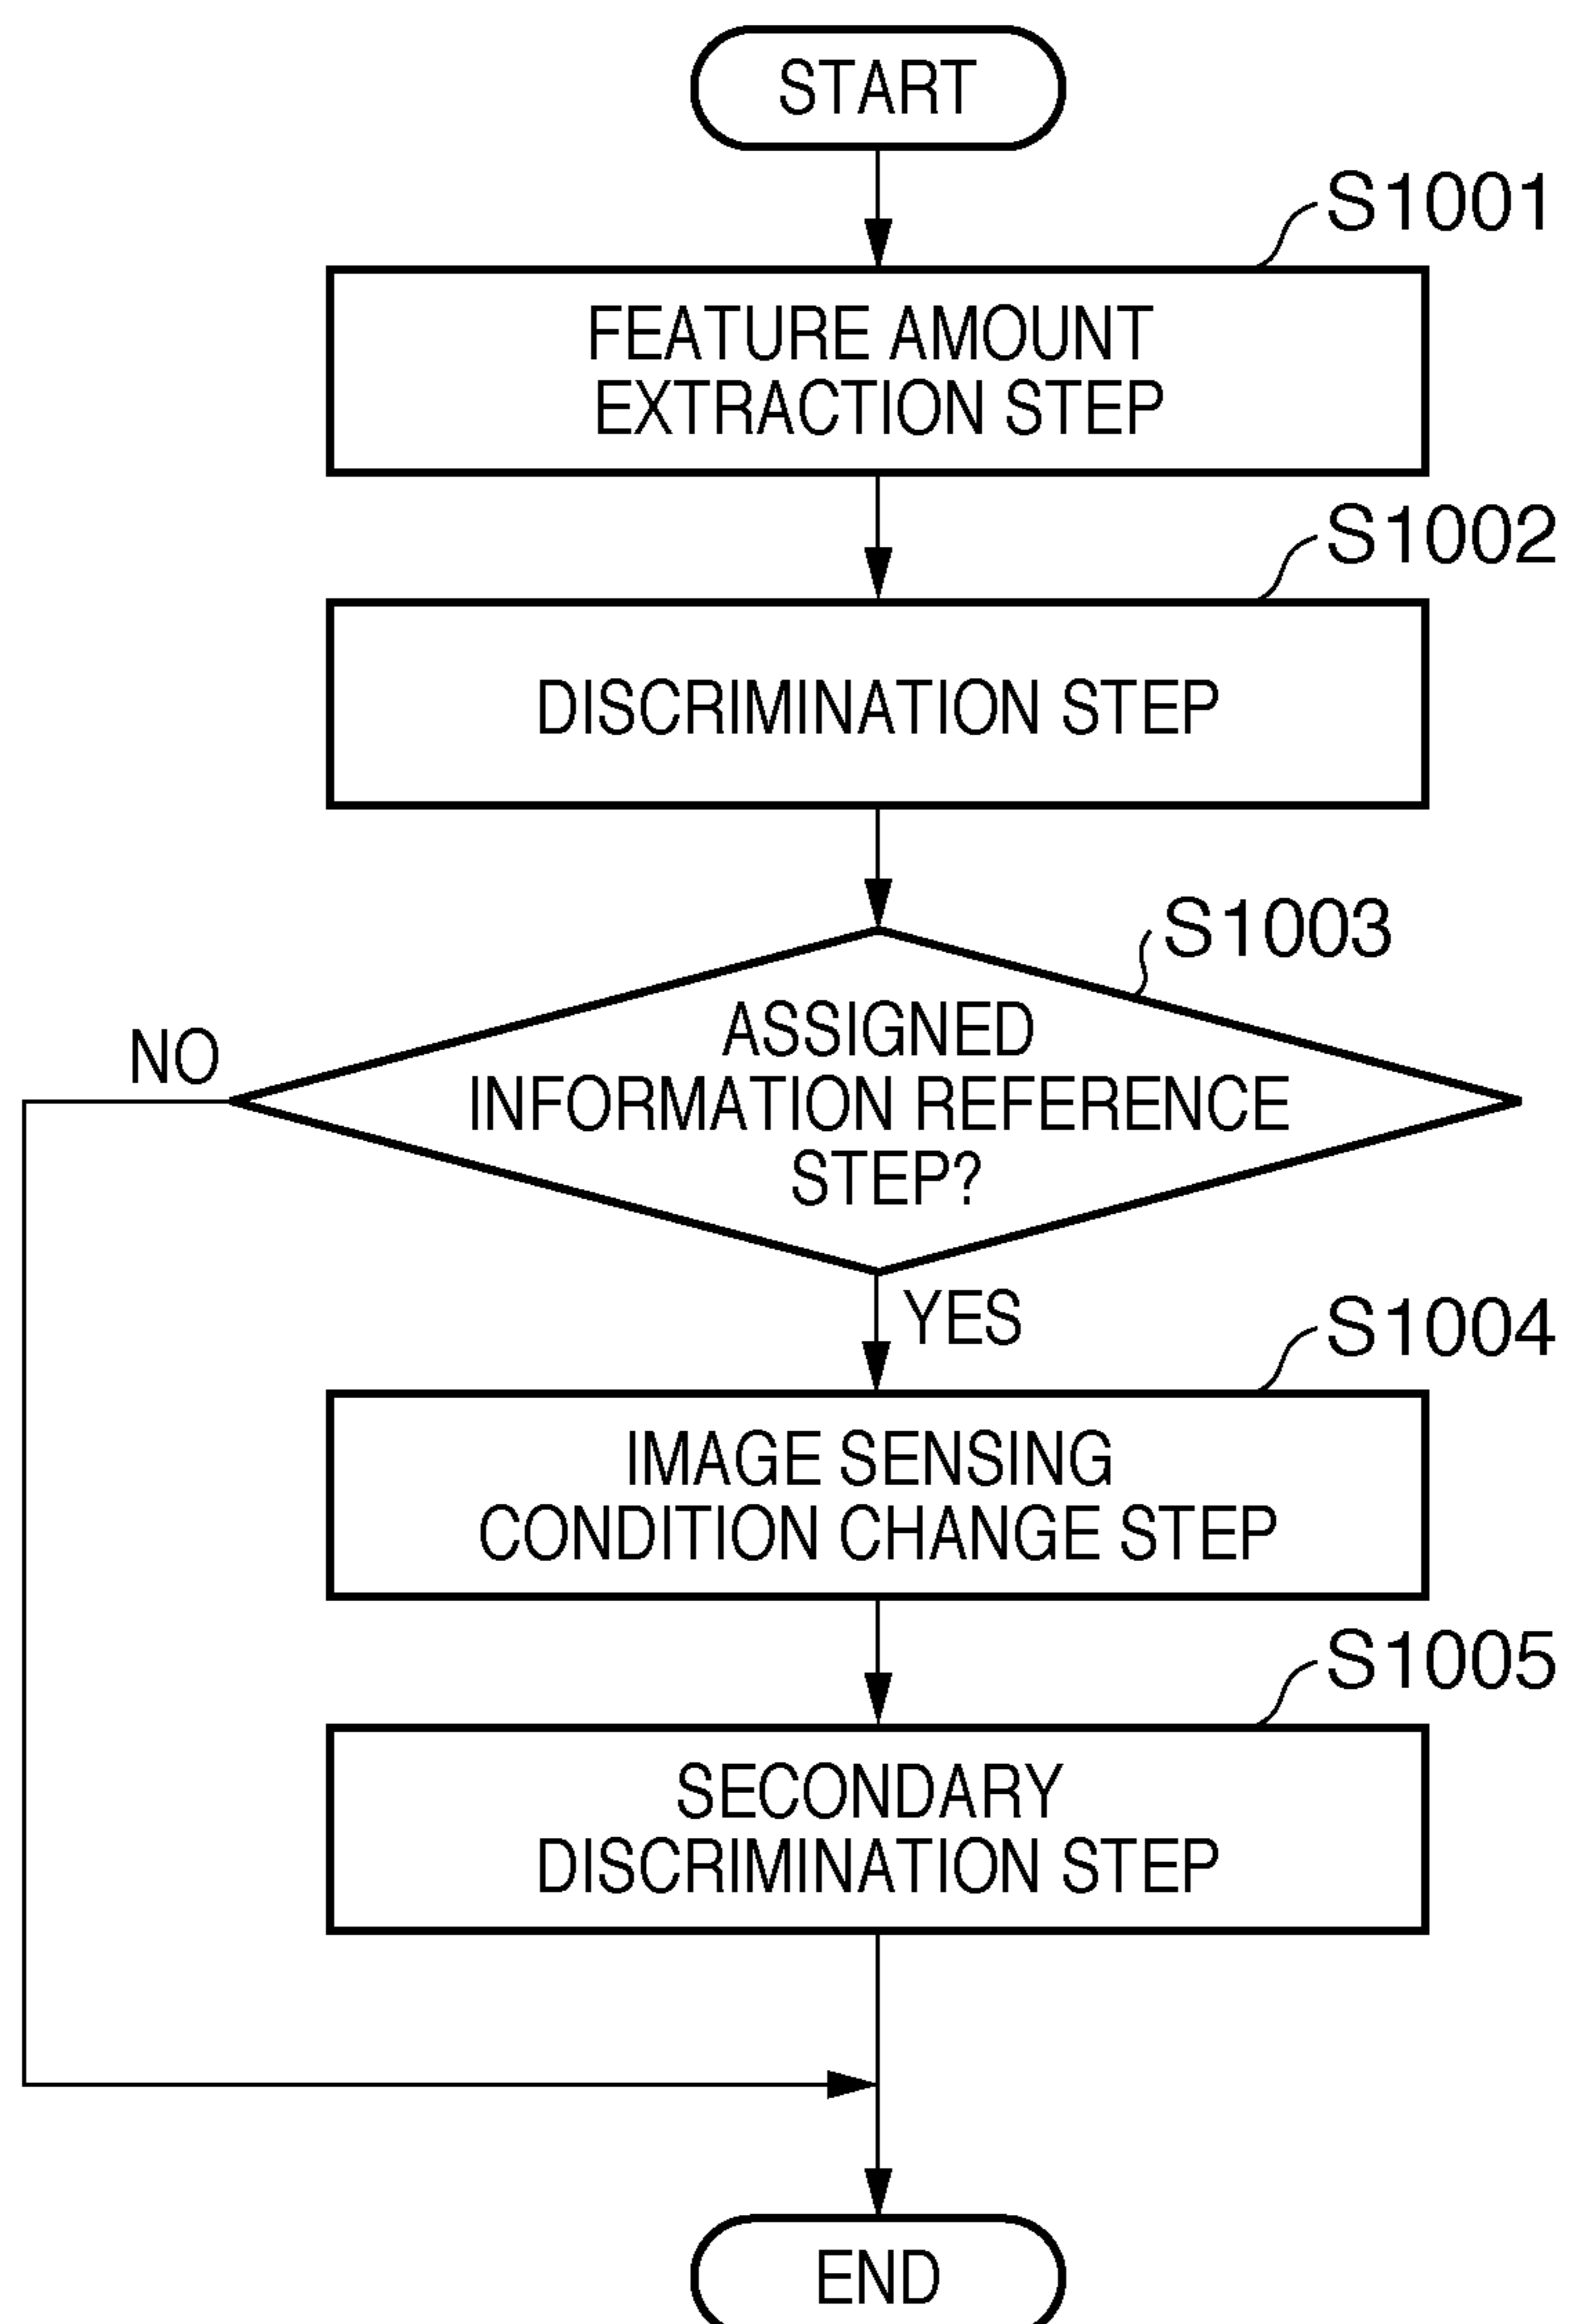 START
S1001
FEATURE AMOUNT
EXTRACTION STEP
S1002
DISCRIMINATION STEP
S1003
ASSIGNED
INFORMATION REFERENCE
STEP?
NO
YES
S1004
IMAGE SENSING
CONDITION CHANGE STEP
S1005
SECONDARY
DISCRIMINATION STEP
END